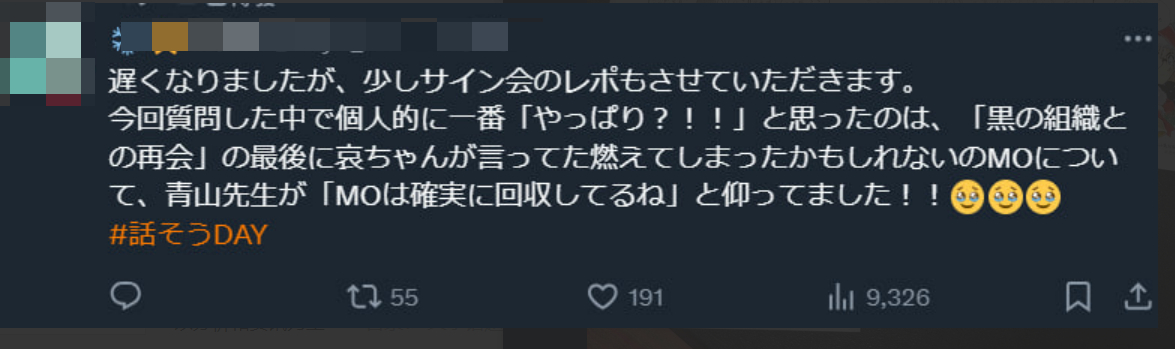 遅くなりましたが、少しサイン会のレポもさせていただきます。
今回質問した中で個人的に一番「やっぱり？！！」と思ったのは、「黒の組織と
の再会」の最後に哀ちゃんが言ってた燃えてしまったかもしれないのMOについ
て、青山先生が「MOは確実に回収してるね」と仰ってました！！🥹🥹🥹
#話そうDAY
55 191 9,326